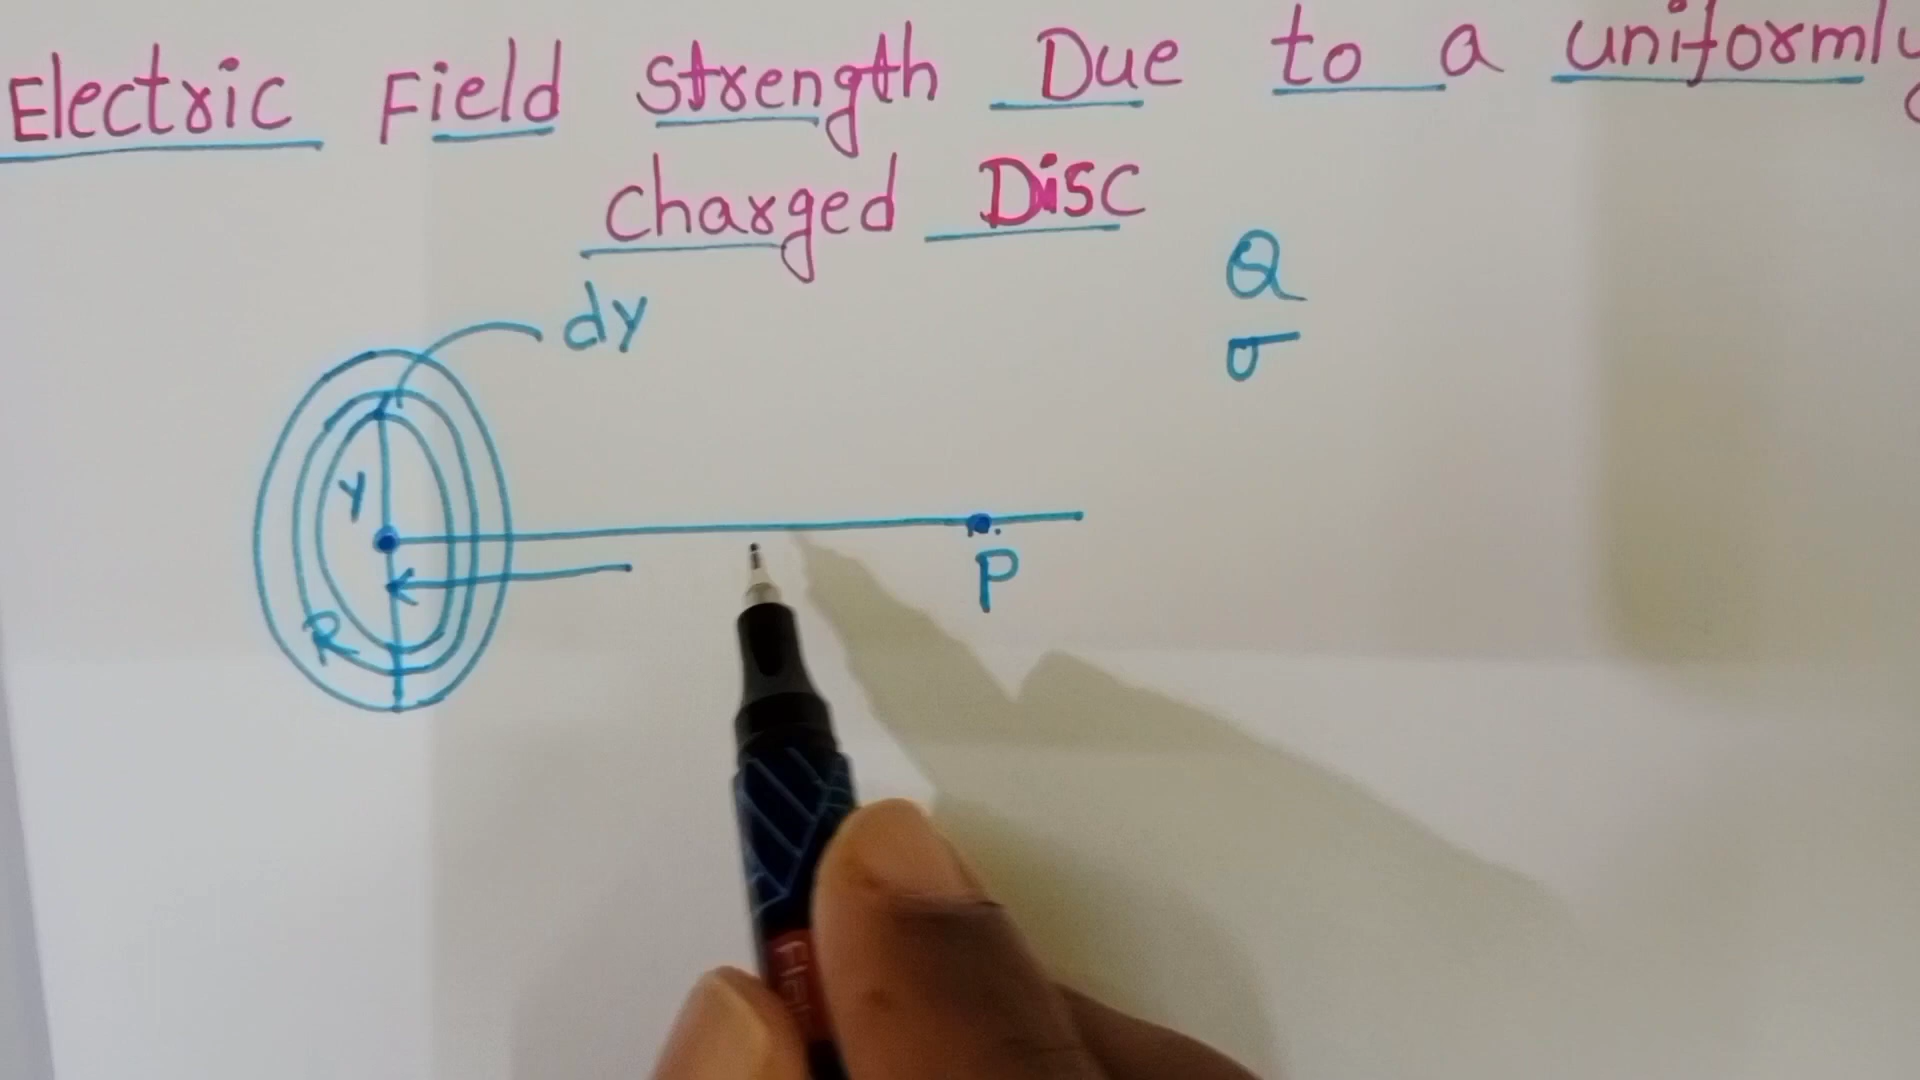 Electric Field Strength Due to a uniformly
charged Disc
Q
σ
dy
y
R
P